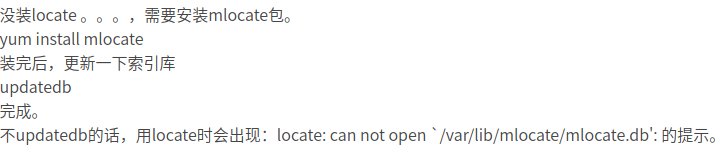 没装locate 。。。，需要安装mlocate包。
yum install mlocate
装完后，更新一下索引库
updatedb
完成。
不updatedb的话，用locate时会出现：locate: can not open `/var/lib/mlocate/mlocate.db': 的提示。